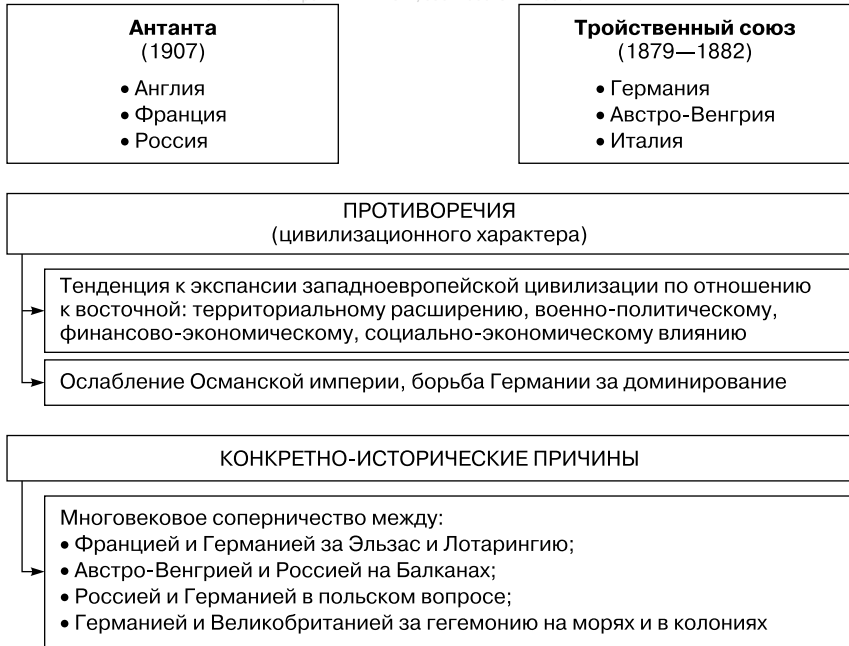 Антанта
(1907)
• Англия
• Франция
• Россия
Тройственный союз
(1879—1882)
• Германия
• Австро-Венгрия
• Италия
ПРОТИВОРЕЧИЯ
(цивилизационного характера)
Тенденция к экспансии западноевропейской цивилизации по отношению
к восточной: территориальному расширению, военно-политическому,
финансово-экономическому, социально-экономическому влиянию
Ослабление Османской империи, борьба Германии за доминирование
КОНКРЕТНО-ИСТОРИЧЕСКИЕ ПРИЧИНЫ
Многовековое соперничество между:
• Францией и Германией за Эльзас и Лотарингию;
• Австро-Венгрией и Россией на Балканах;
• Россией и Германией в польском вопросе;
• Германией и Великобританией за гегемонию на морях и в колониях